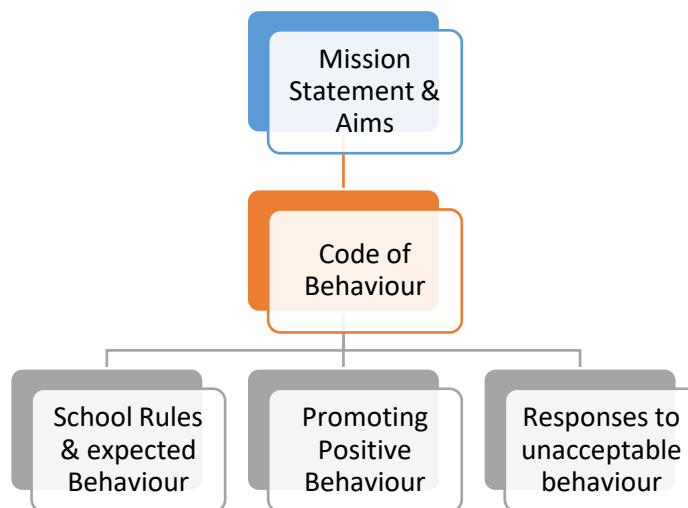 Mission
Statement &
Aims
Code of
Behaviour
School Rules
& expected
Behaviour
Promoting
Positive
Behaviour
Responses to
unacceptable
behaviour